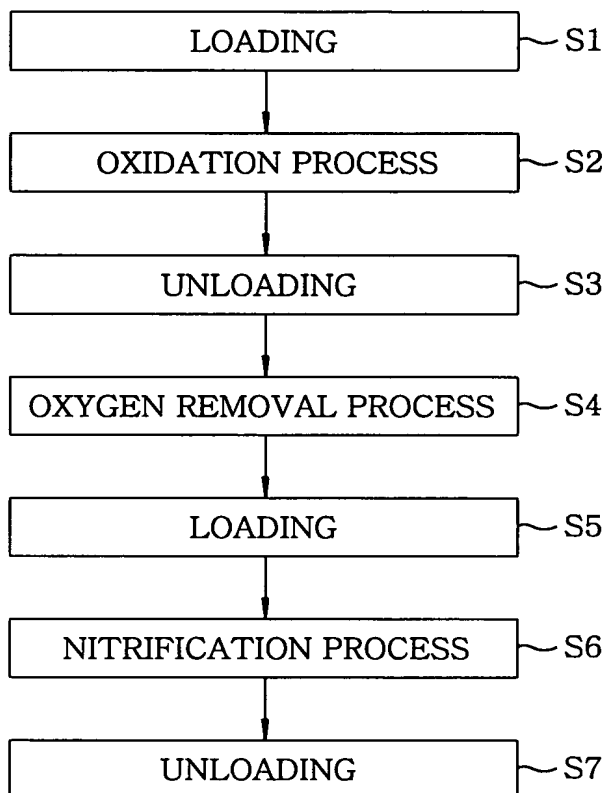 LOADING S1
OXIDATION PROCESS S2
UNLOADING S3
OXYGEN REMOVAL PROCESS S4
LOADING S5
NITRIFICATION PROCESS S6
UNLOADING S7